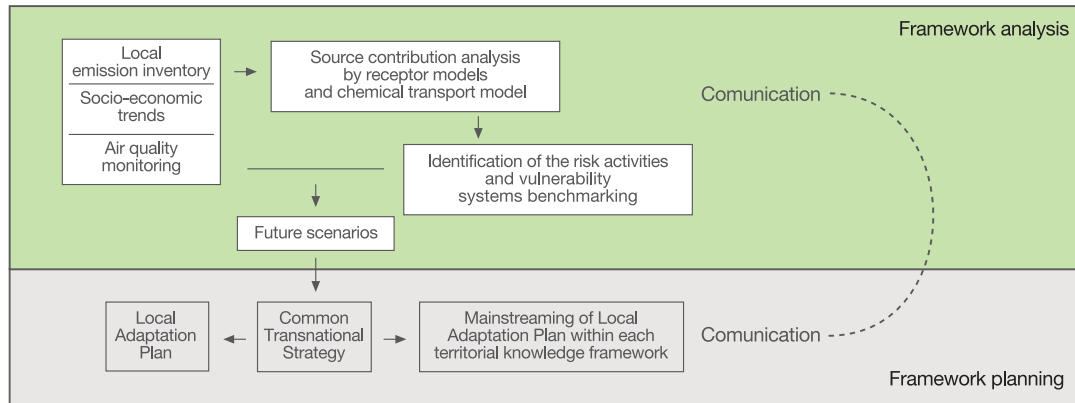 Framework analysis
Local
emission inventory
Socio-economic
trends
Air quality
monitoring
Source contribution analysis
by receptor models
and chemical transport model
Comunication
Identification of the risk activities
and vulnerability
systems benchmarking
Future scenarios
Local
Adaptation
Plan
Common
Transnational
Strategy
Mainstreaming of Local
Adaptation Plan within each
territorial knowledge framework
Comunication
Framework planning